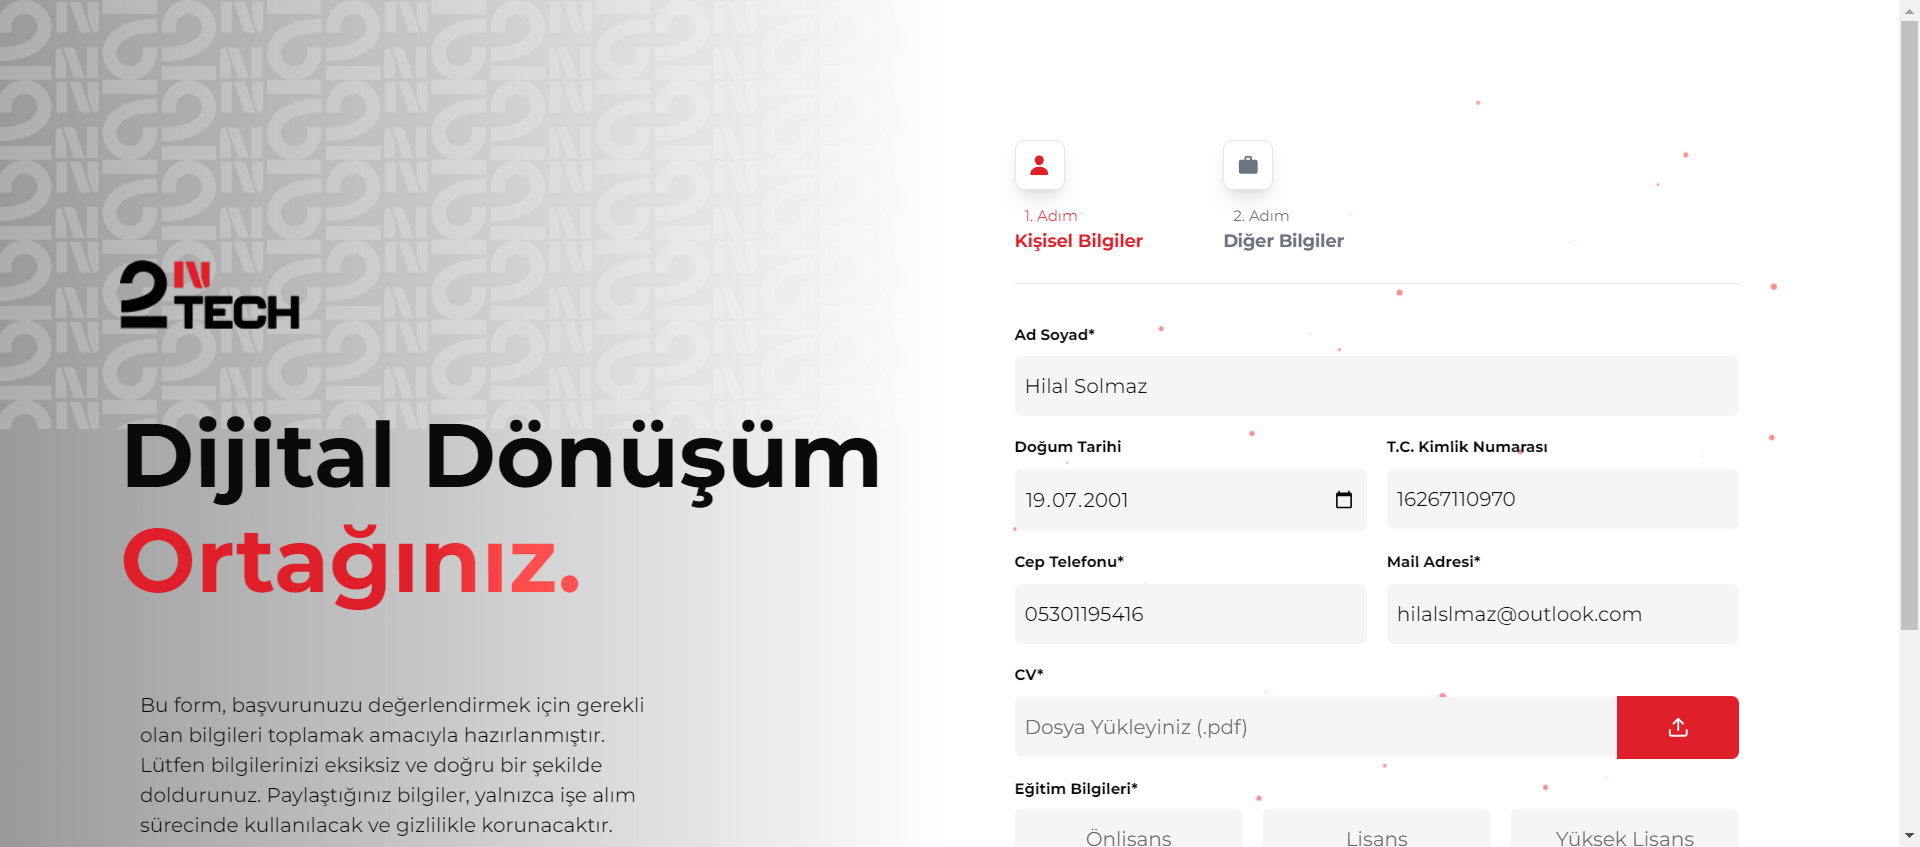 2N
TECH
Dijital Dönüşüm
Ortağınız.
Bu form, başvurunuzu değerlendirmek için gerekli
olan bilgileri toplamak amacıyla hazırlanmıştır.
Lütfen bilgilerinizi eksiksiz ve doğru bir şekilde
doldurunuz. Paylaştığınız bilgiler, yalnızca işe alım
sürecinde kullanılacak ve gizlilikle korunacaktır.
1. Adım
Kişisel Bilgiler
2. Adım
Diğer Bilgiler
Ad Soyad*
Hilal Solmaz
Doğum Tarihi
19.07.2001
T.C. Kimlik Numarası
16267110970
Cep Telefonu*
05301195416
Mail Adresi*
hilalslmaz@outlook.com
CV*
Dosya Yükleyiniz (.pdf)
Eğitim Bilgileri*
Önlisans
Lisans
Yüksek Lisans